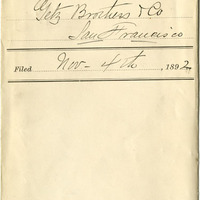 Getz Brothers & Co
San Francisco
Filed Nov - 4th , 1892